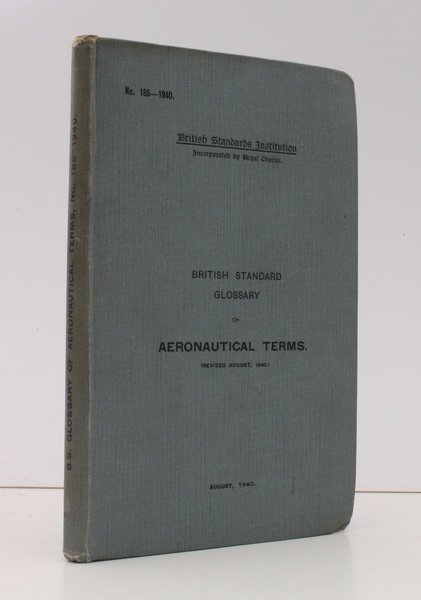 No. 185—1940.
British Standards Institution
Incorporated by Royal Charter.
BRITISH STANDARD
GLOSSARY
OF
AERONAUTICAL TERMS.
(REVISED AUGUST, 1940.)
AUGUST, 1940.
B.S. GLOSSARY OF AERONAUTICAL TERMS, No. 185 1940.